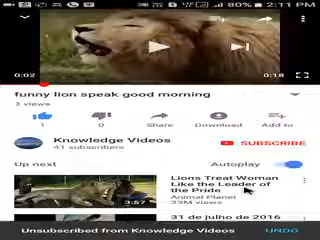 80% 2:11 PM
0:02
0:18
funny lion speak good morning
3 views
1 0 Share Download Add to
Knowledge Videos
41 subscribers
SUBSCRIBE
Up next
Autoplay
3:57
Lions Treat Woman
Like the Leader of
the Pride
Animal Planet
33M views
31 de julho de 2016
Unsubscribed from Knowledge Videos UNDO